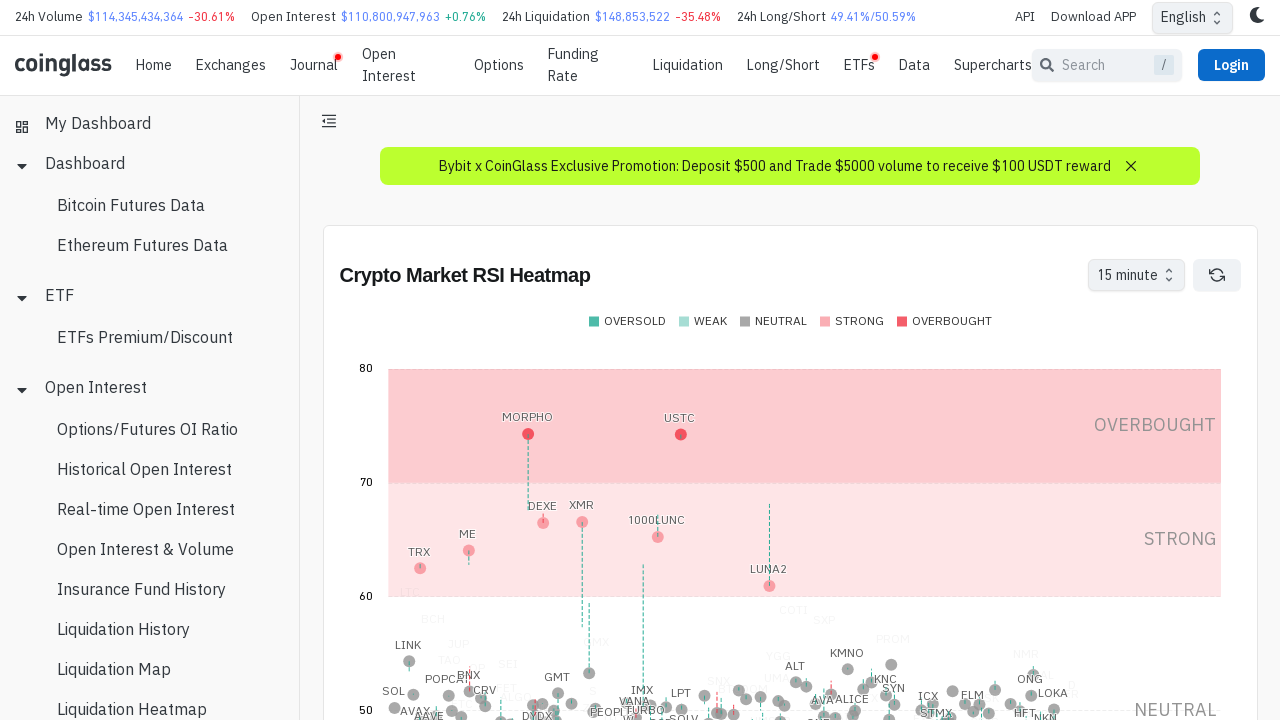 24h Volume $114,345,434,364 -30.61% Open Interest $110,800,947,963 +0.76% 24h Liquidation $148,853,522 -35.48% 24h Long/Short 49.41%/50.59% API Download APP English
coinglass Home Exchanges Journal Open Interest Options Funding Rate Liquidation Long/Short ETFs Data Supercharts Search / Login
My Dashboard
Dashboard
Bitcoin Futures Data
Ethereum Futures Data
ETF
ETFs Premium/Discount
Open Interest
Options/Futures OI Ratio
Historical Open Interest
Real-time Open Interest
Open Interest & Volume
Insurance Fund History
Liquidation History
Liquidation Map
Liquidation Heatmap
Bybit x CoinGlass Exclusive Promotion: Deposit $500 and Trade $5000 volume to receive $100 USDT reward
Crypto Market RSI Heatmap
15 minute
OVERSOLD WEAK NEUTRAL STRONG OVERBOUGHT
80
MORPHO USTC
OVERBOUGHT
70
DEXE XMR
1000LUNC
ME
STRONG
TRX
LUNA2
60
LTC
COTI
BCH
SXP
FROM
LINK
KMNO
NMR
ALT
POPCAT
BNX
GMT
KNC
ONG
SOL
CRV
IMX
LPT
SYN
ICX
FLM
LOKA
AVA
ALICE
50
AVAX
AAVE
DYDX
PEOPLE
TURBO
STMX
HFT
NKN
NEUTRAL